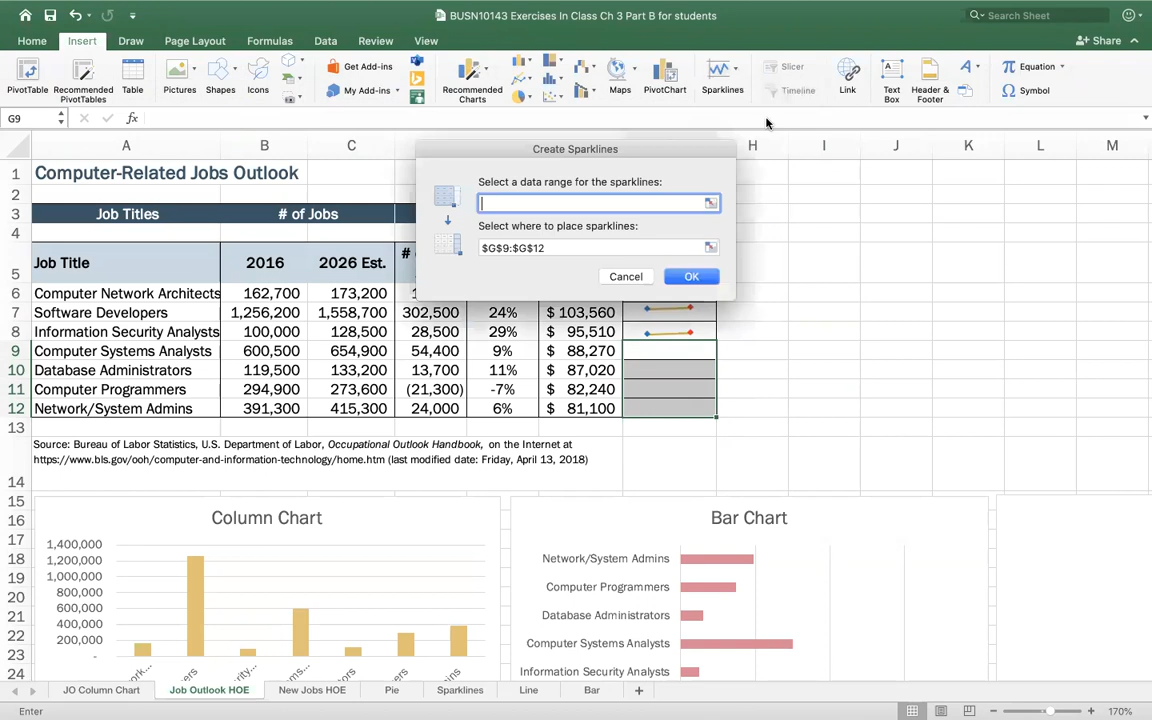 BUSN10143 Exercises In Class Ch 3 Part B for students
Search Sheet
Home Insert Draw Page Layout Formulas Data Review View
Share
PivotTable
Recommended
PivotTables
Table
Pictures
Shapes
Icons
Get Add-ins
My Add-ins
Recommended
Charts
Maps
PivotChart
Sparklines
Slicer
Timeline
Link
Text
Box
Header &
Footer
A
Equation
Symbol
G9
fx
A B C H I J K L M
Create Sparklines
Select a data range for the sparklines:
Select where to place sparklines:
$G$9:$G$12
Cancel OK
1 Computer-Related Jobs Outlook
2
3 Job Titles # of Jobs
4
5 Job Title 2016 2026 Est. #
6 Computer Network Architects 162,700 173,200
7 Software Developers 1,256,200 1,558,700 302,500 24% $ 103,560
8 Information Security Analysts 100,000 128,500 28,500 29% $ 95,510
9 Computer Systems Analysts 600,500 654,900 54,400 9% $ 88,270
10 Database Administrators 119,500 133,200 13,700 11% $ 87,020
11 Computer Programmers 294,900 273,600 (21,300) -7% $ 82,240
12 Network/System Admins 391,300 415,300 24,000 6% $ 81,100
13
Source: Bureau of Labor Statistics, U.S. Department of Labor, Occupational Outlook Handbook, on the Internet at
https://www.bls.gov/ooh/computer-and-information-technology/home.htm (last modified date: Friday, April 13, 2018)
14
15
16
17
18
19
20
21
22
23
24
Column Chart
1,400,000
1,200,000
1,000,000
800,000
600,000
400,000
200,000
-
Bar Chart
Network/System Admins
Computer Programmers
Database Administrators
Computer Systems Analysts
Information Security Analysts
JO Column Chart Job Outlook HOE New Jobs HOE Pie Sparklines Line Bar +
Enter
170%